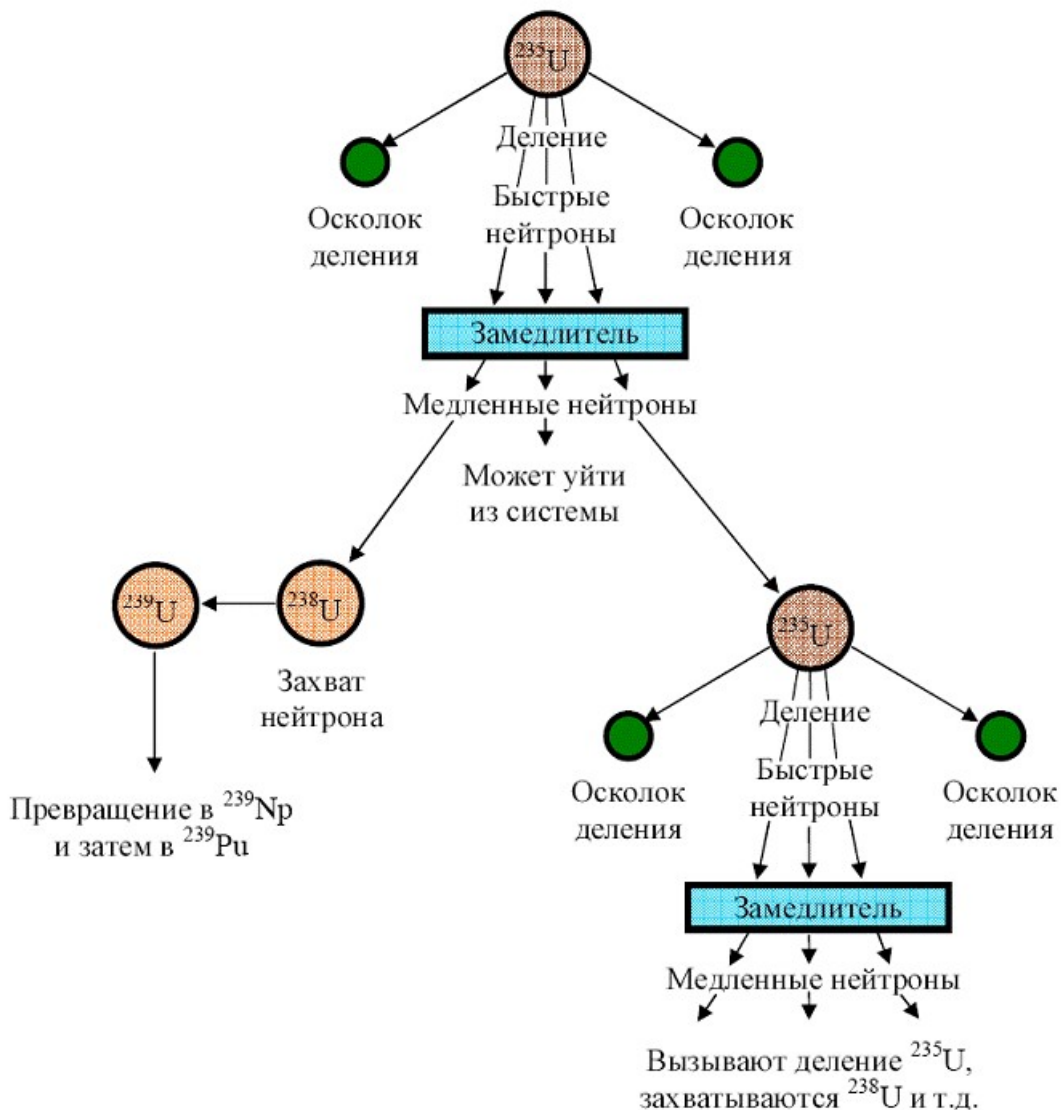 ²³⁵U
Деление
Быстрые
нейтроны
Осколок
деления
Осколок
деления
Замедлитель
Медленные нейтроны
Может уйти
из системы
²³⁹U
²³⁸U
Захват
нейтрона
Превращение в ²³⁹Np
и затем в ²³⁹Pu
²³⁵U
Деление
Быстрые
нейтроны
Осколок
деления
Осколок
деления
Замедлитель
Медленные нейтроны
Вызывают деление ²³⁵U,
захватываются ²³⁸U и т.д.